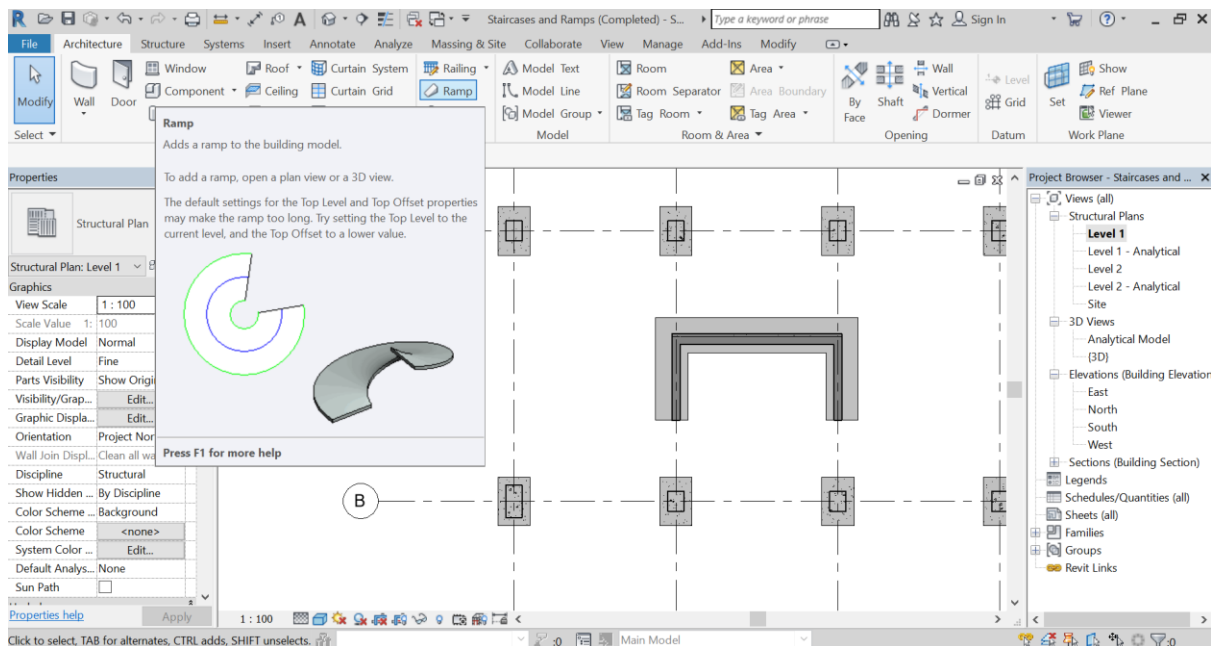 Staircases and Ramps (Completed) - S...
Type a keyword or phrase
Sign In
File Architecture Structure Systems Insert Annotate Analyze Massing & Site Collaborate View Manage Add-Ins Modify
Modify
Wall
Door
Window
Component
Roof
Ceiling
Curtain System
Curtain Grid
Railing
Ramp
Model Text
Model Line
Model Group
Room
Room Separator
Tag Room
Area
Area Boundary
Tag Area
By Face
Shaft
Wall
Vertical
Dormer
Level
Grid
Set
Show
Ref Plane
Viewer
Select
Model
Room & Area
Opening
Datum
Work Plane
Ramp
Adds a ramp to the building model.
To add a ramp, open a plan view or a 3D view.
The default settings for the Top Level and Top Offset properties
may make the ramp too long. Try setting the Top Level to the
current level, and the Top Offset to a lower value.
Press F1 for more help
Properties
Structural Plan
Structural Plan: Level 1
Graphics
View Scale 1 : 100
Scale Value 1: 100
Display Model Normal
Detail Level Fine
Parts Visibility Show Origi
Visibility/Grap... Edit...
Graphic Displa... Edit...
Orientation Project Nor
Wall Join Displ... Clean all wa
Discipline Structural
Show Hidden ... By Discipline
Color Scheme ... Background
Color Scheme <none>
System Color ... Edit...
Default Analys... None
Sun Path
Properties help
Apply
B
1 : 100
Project Browser - Staircases and ...
Views (all)
Structural Plans
Level 1
Level 1 - Analytical
Level 2
Level 2 - Analytical
Site
3D Views
Analytical Model
{3D}
Elevations (Building Elevation
East
North
South
West
Sections (Building Section)
Legends
Schedules/Quantities (all)
Sheets (all)
Families
Groups
Revit Links
Click to select, TAB for alternates, CTRL adds, SHIFT unselects.
:0
Main Model
:0